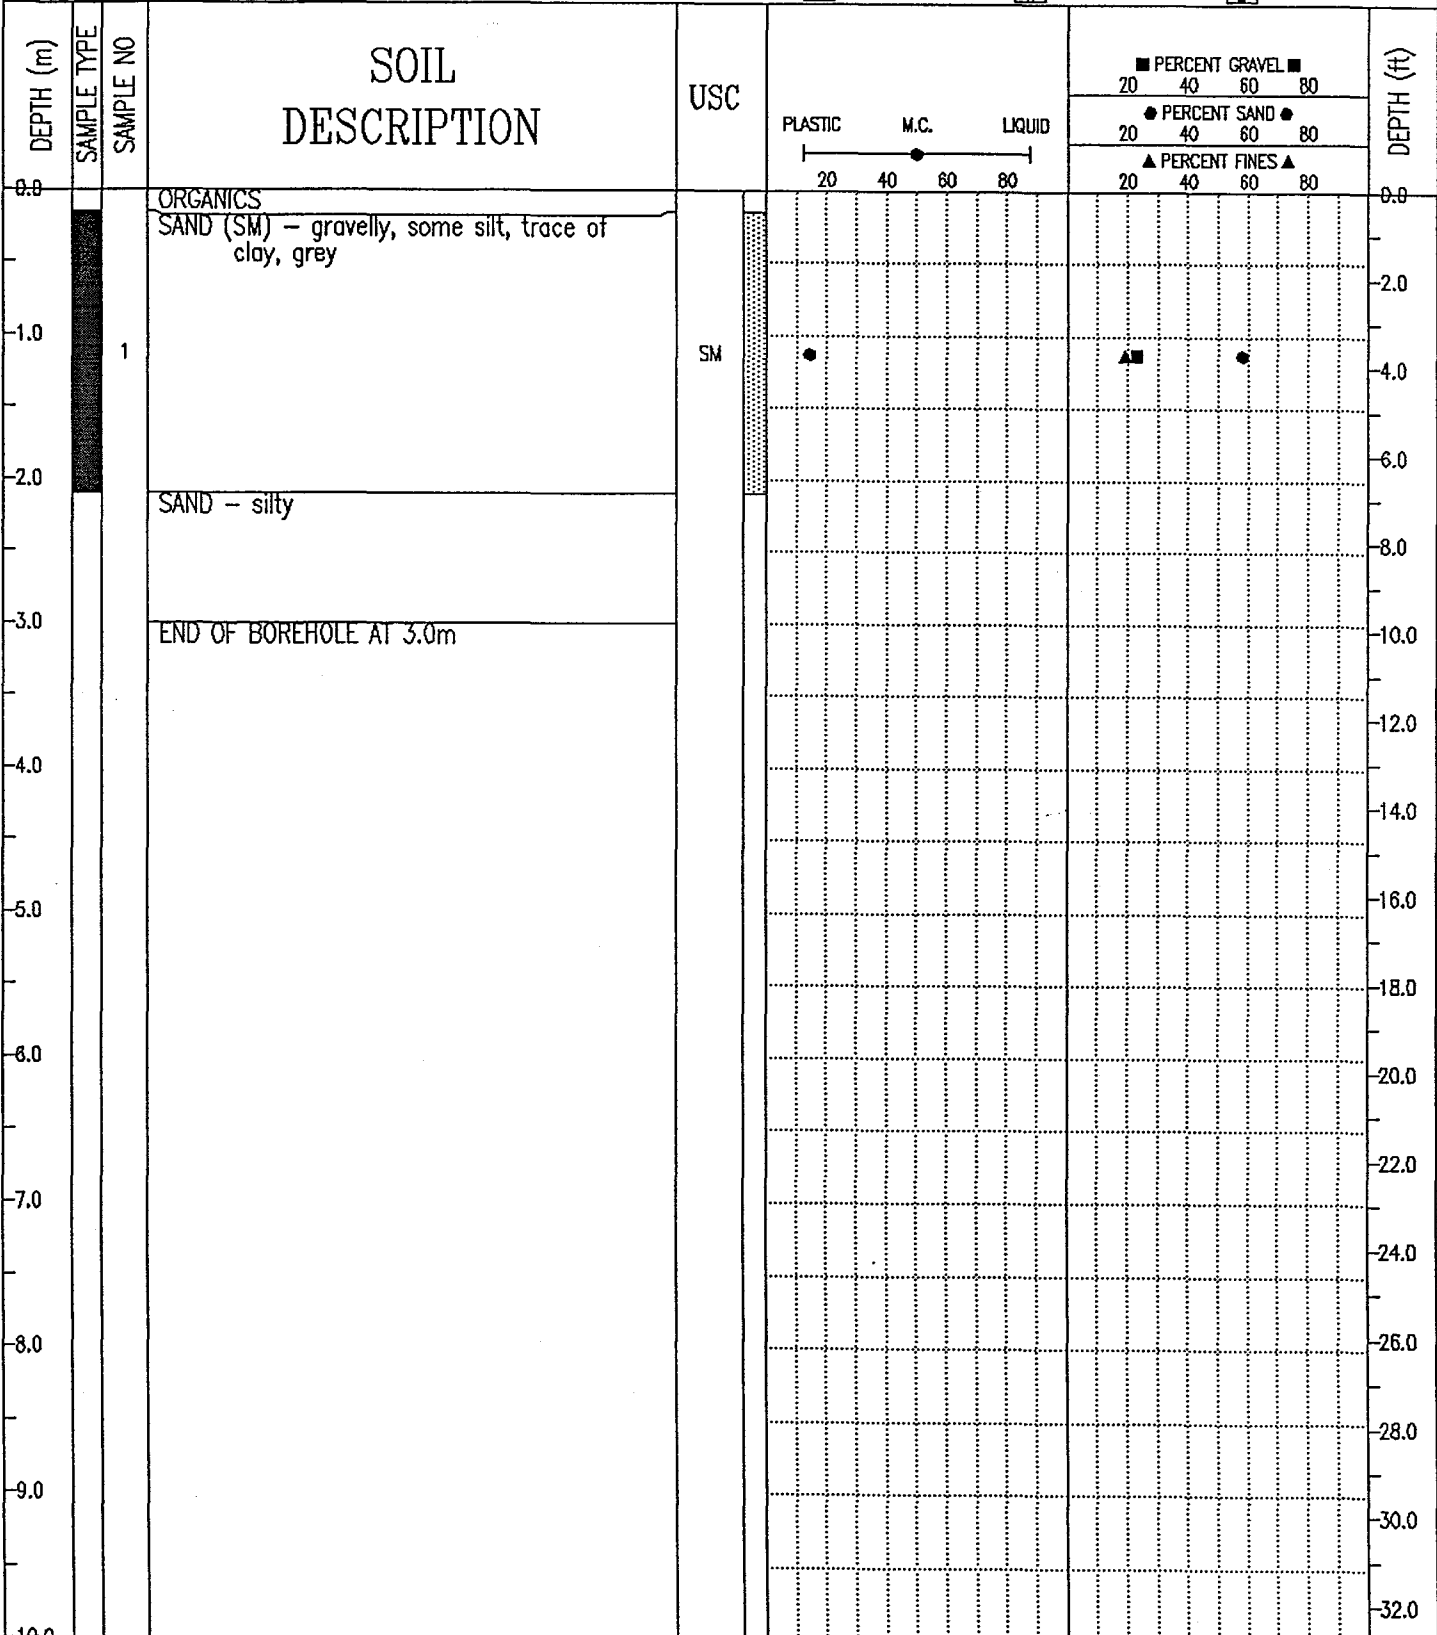 DEPTH (m)
SAMPLE TYPE
SAMPLE NO
SOIL
DESCRIPTION
USC
PLASTIC M.C. LIQUID
20 40 60 80
■ PERCENT GRAVEL ■
20 40 60 80
● PERCENT SAND ●
20 40 60 80
▲ PERCENT FINES ▲
20 40 60 80
DEPTH (ft)
0.0
ORGANICS
0.0
SAND (SM) – gravelly, some silt, trace of
clay, grey
2.0
1.0
1
SM
4.0
2.0
6.0
SAND – silty
8.0
3.0
END OF BOREHOLE AT 3.0m
10.0
12.0
4.0
14.0
5.0
16.0
18.0
6.0
20.0
22.0
7.0
24.0
8.0
26.0
28.0
9.0
30.0
32.0
10.0